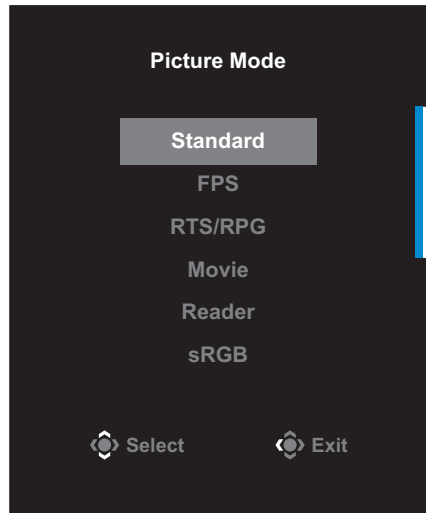 Picture Mode
Standard
FPS
RTS/RPG
Movie
Reader
sRGB
Select Exit